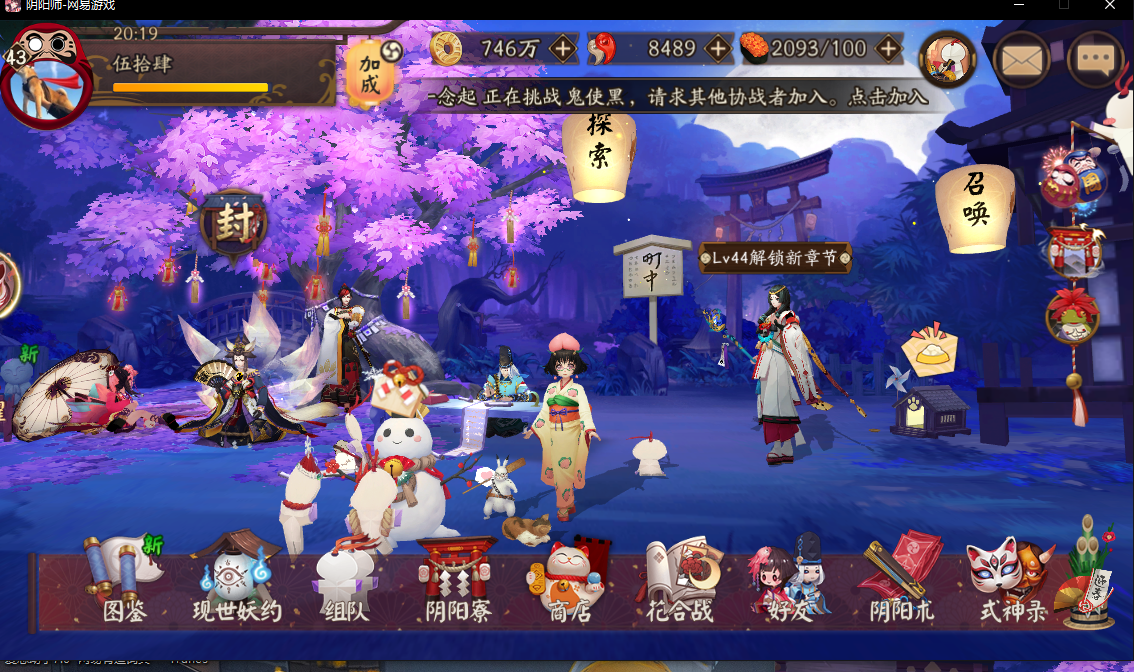 阴阳师-网易游戏
20:19
43
伍拾肆
加成
746万
8489
2093/100
-念起 正在挑战 鬼使黑，请求其他协战者加入。点击加入
探索
召唤
封
町中
Lv44解锁新章节
新
新
图鉴
现世妖约
组队
阴阳寮
商店
花合战
好友
阴阳术
式神录
迎春